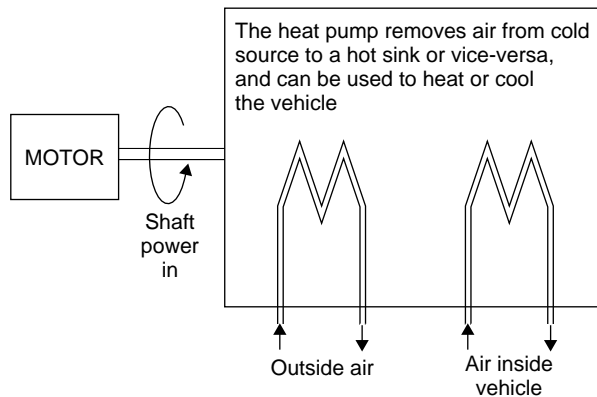 The heat pump removes air from cold
source to a hot sink or vice-versa,
and can be used to heat or cool
the vehicle
MOTOR
Shaft
power
in
Outside air
Air inside
vehicle